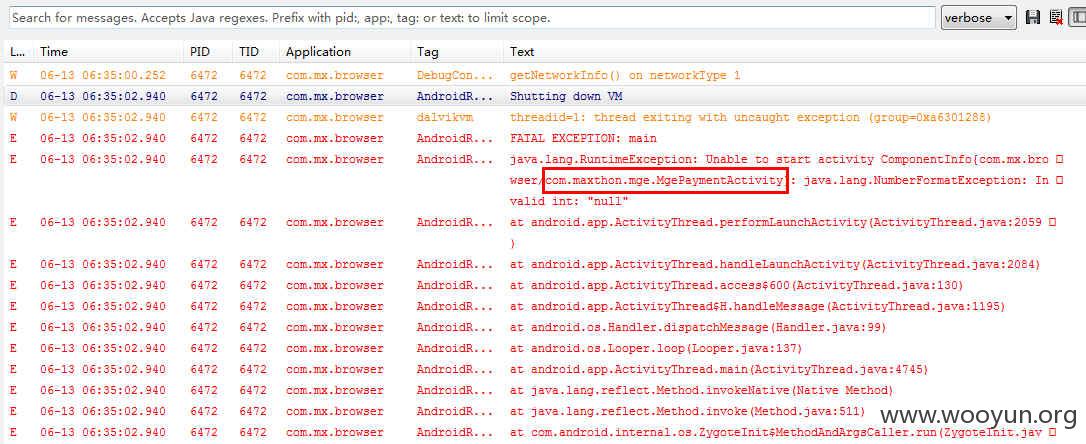 Search for messages. Accepts Java regexes. Prefix with pid:, app:, tag: or text: to limit scope.
verbose
L... Time PID TID Application Tag Text
W 06-13 06:35:00.252 6472 6472 com.mx.browser DebugCon... getNetworkInfo() on networkType 1
D 06-13 06:35:02.940 6472 6472 com.mx.browser AndroidR... Shutting down VM
W 06-13 06:35:02.940 6472 6472 com.mx.browser dalvikvm threadid=1: thread exiting with uncaught exception (group=0xa6301288)
E 06-13 06:35:02.940 6472 6472 com.mx.browser AndroidR... FATAL EXCEPTION: main
E 06-13 06:35:02.940 6472 6472 com.mx.browser AndroidR... java.lang.RuntimeException: Unable to start activity ComponentInfo{com.mx.bro
wser/com.maxthon.mge.MgePaymentActivity}: java.lang.NumberFormatException: In
valid int: "null"
E 06-13 06:35:02.940 6472 6472 com.mx.browser AndroidR... at android.app.ActivityThread.performLaunchActivity(ActivityThread.java:2059
)
E 06-13 06:35:02.940 6472 6472 com.mx.browser AndroidR... at android.app.ActivityThread.handleLaunchActivity(ActivityThread.java:2084)
E 06-13 06:35:02.940 6472 6472 com.mx.browser AndroidR... at android.app.ActivityThread.access$600(ActivityThread.java:130)
E 06-13 06:35:02.940 6472 6472 com.mx.browser AndroidR... at android.app.ActivityThread$H.handleMessage(ActivityThread.java:1195)
E 06-13 06:35:02.940 6472 6472 com.mx.browser AndroidR... at android.os.Handler.dispatchMessage(Handler.java:99)
E 06-13 06:35:02.940 6472 6472 com.mx.browser AndroidR... at android.os.Looper.loop(Looper.java:137)
E 06-13 06:35:02.940 6472 6472 com.mx.browser AndroidR... at android.app.ActivityThread.main(ActivityThread.java:4745)
E 06-13 06:35:02.940 6472 6472 com.mx.browser AndroidR... at java.lang.reflect.Method.invokeNative(Native Method)
E 06-13 06:35:02.940 6472 6472 com.mx.browser AndroidR... at java.lang.reflect.Method.invoke(Method.java:511)
E 06-13 06:35:02.940 6472 6472 com.mx.browser AndroidR... at com.android.internal.os.ZygoteInit$MethodAndArgsCaller.run(ZygoteInit.jav
www.wooyun.org